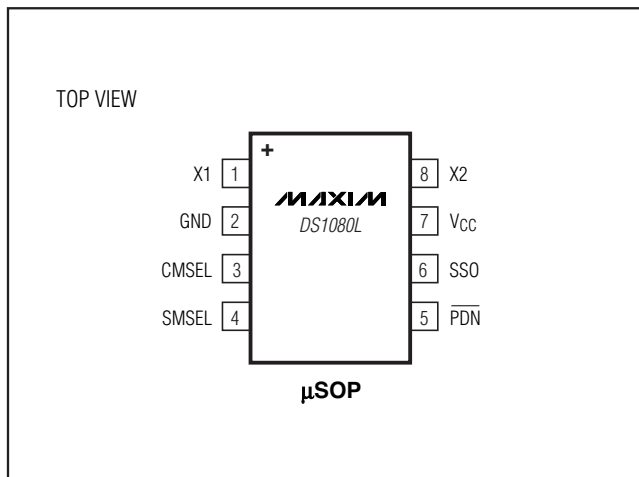 TOP VIEW
+
X1 1
8 X2
MAXIM
GND 2
DS1080L
7 VCC
CMSEL 3
6 SSO
SMSEL 4
5 PDN
µSOP